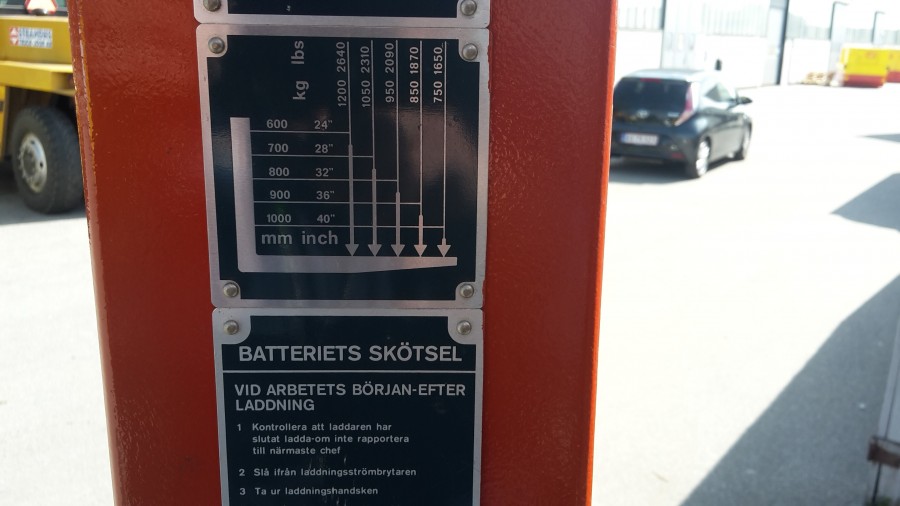 kg lbs
1200 2640
1050 2310
950 2090
850 1870
750 1650
600 24"
700 28"
800 32"
900 36"
1000 40"
mm inch
BATTERIETS SKÖTSEL
VID ARBETETS BÖRJAN-EFTER
LADDNING
1 Kontrollera att laddaren har
slutat ladda-om inte rapportera
till närmaste chef
2 Slå ifrån laddningsströmbrytaren
3 Ta ur laddningshandsken